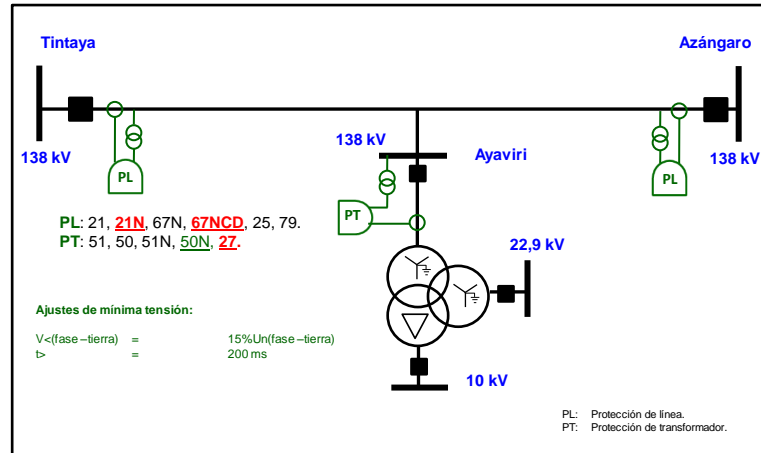 Tintaya
Azángaro
138 kV
138 kV
Ayaviri
138 kV
PL
PL
PT
PL: 21, 21N, 67N, 67NCD, 25, 79.
PT: 51, 50, 51N, 50N, 27.
22,9 kV
Ajustes de mínima tensión:
V<(fase–tierra) = 15%Un(fase–tierra)
t> = 200 ms
10 kV
PL: Protección de línea.
PT: Protección de transformador.